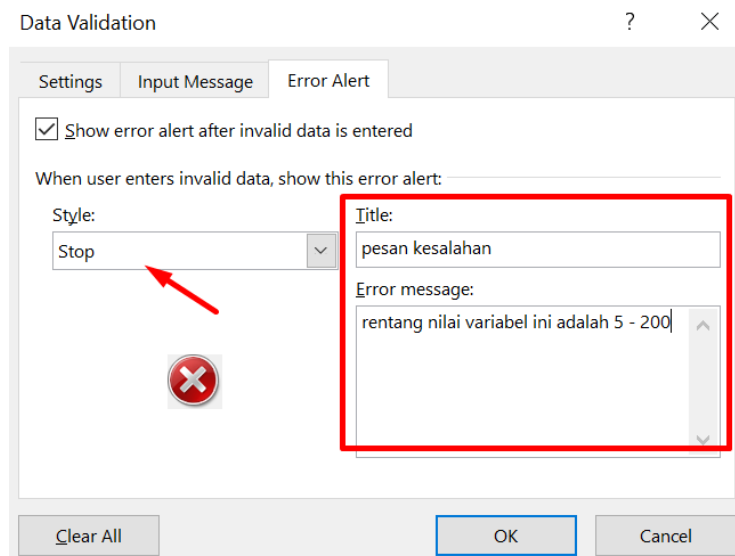 Data Validation
Settings Input Message Error Alert
Show error alert after invalid data is entered
When user enters invalid data, show this error alert:
Style:
Stop
Title:
pesan kesalahan
Error message:
rentang nilai variabel ini adalah 5 - 200
Clear All OK Cancel